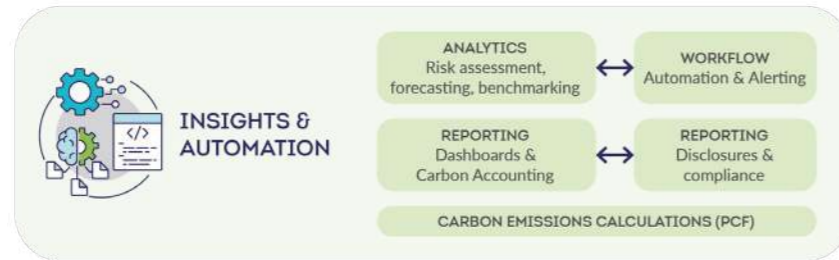 INSIGHTS &
AUTOMATION
</>
ANALYTICS
Risk assessment,
forecasting, benchmarking
WORKFLOW
Automation & Alerting
REPORTING
Dashboards &
Carbon Accounting
REPORTING
Disclosures &
compliance
CARBON EMISSIONS CALCULATIONS (PCF)